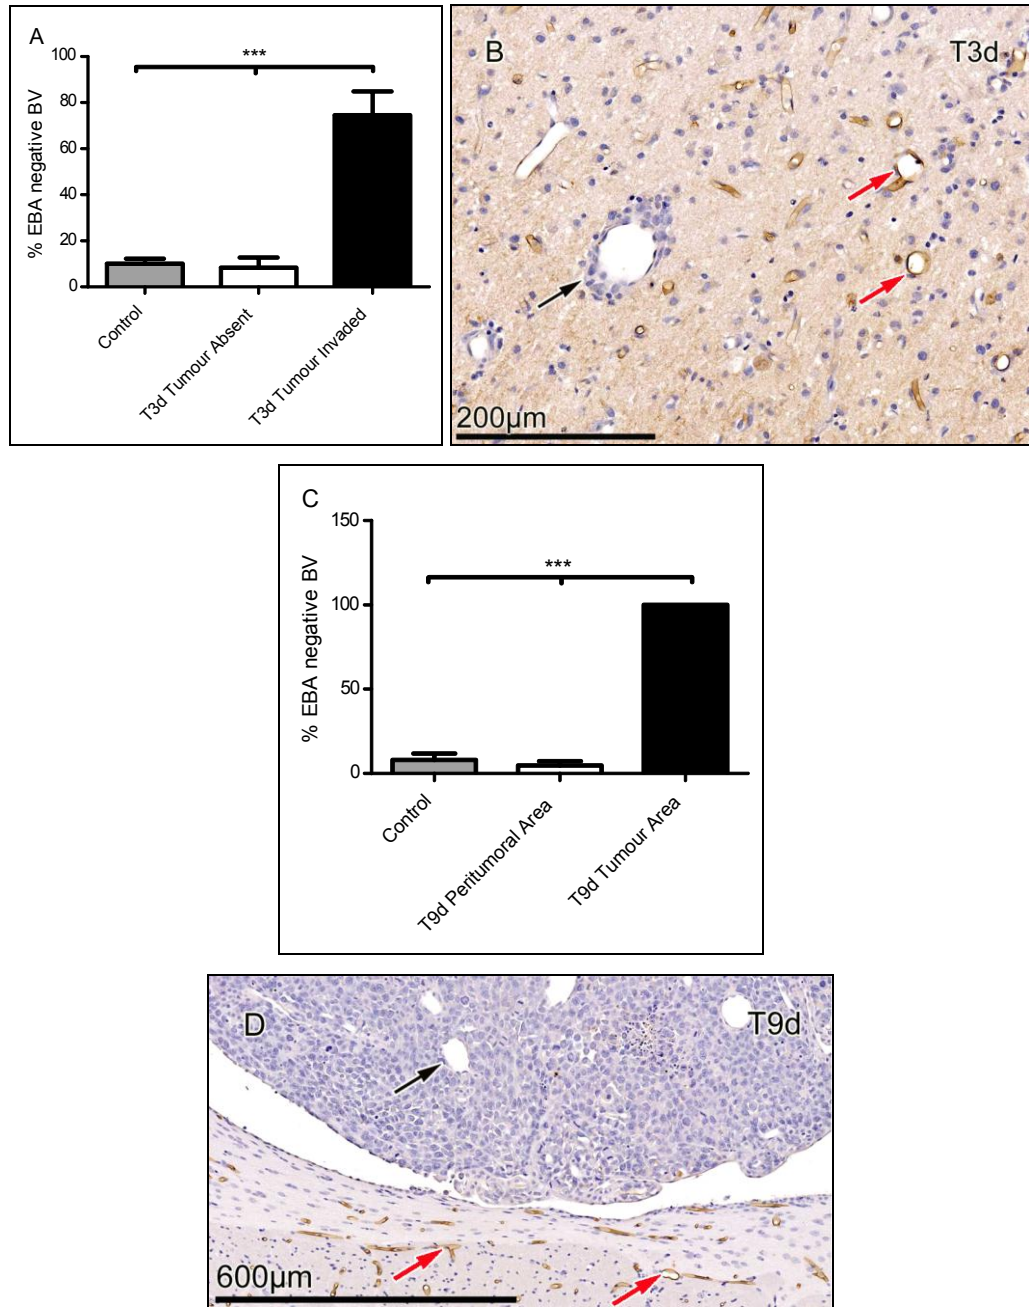 A
100
***
80
60
40
20
0
% EBA negative BV
Control
T3d Tumour Absent
T3d Tumour Invaded
B
T3d
200µm
C
150
***
100
50
0
% EBA negative BV
Control
T9d Peritumoral Area
T9d Tumour Area
D
T9d
600µm